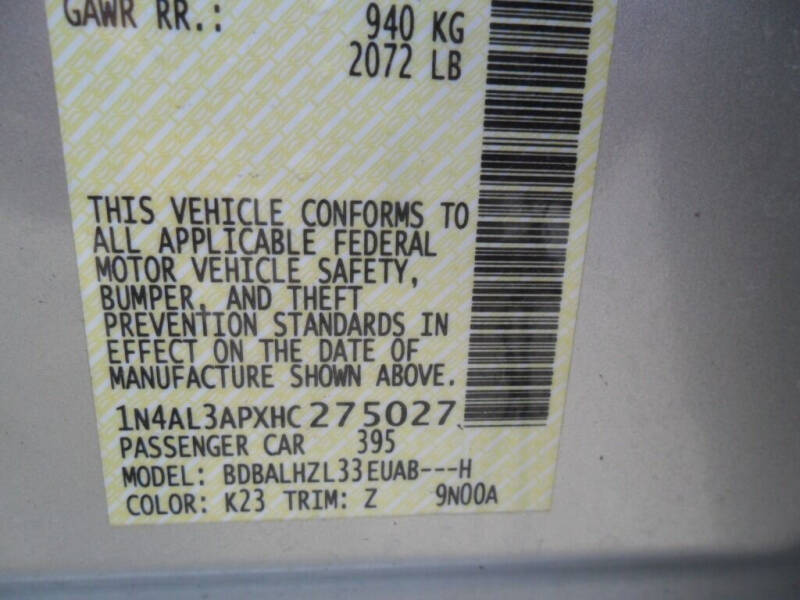 GAWR RR.: 940 KG
2072 LB
THIS VEHICLE CONFORMS TO
ALL APPLICABLE FEDERAL
MOTOR VEHICLE SAFETY,
BUMPER, AND THEFT
PREVENTION STANDARDS IN
EFFECT ON THE DATE OF
MANUFACTURE SHOWN ABOVE.
1N4AL3APXHC275027
PASSENGER CAR 395
MODEL: BDBALHZL33EUAB---H
COLOR: K23 TRIM: Z 9N00A